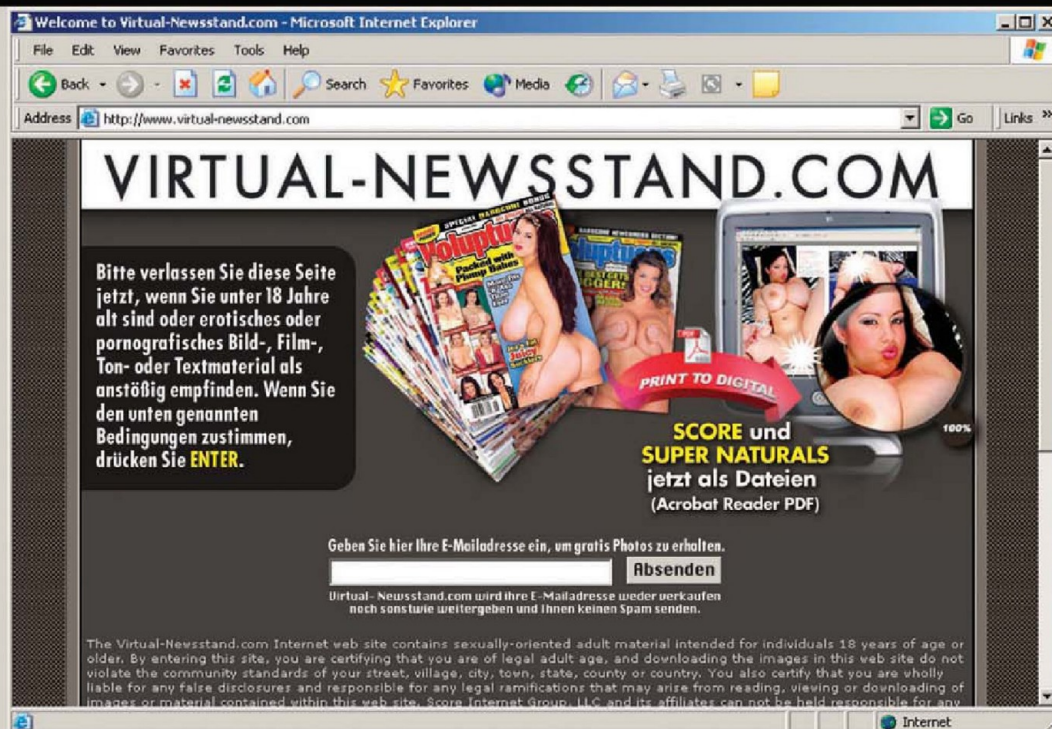 Welcome to Virtual-Newsstand.com - Microsoft Internet Explorer
File Edit View Favorites Tools Help
Back Search Favorites Media
Address http://www.virtual-newsstand.com Go Links »
VIRTUAL-NEWSSTAND.COM
Bitte verlassen Sie diese Seite
jetzt, wenn Sie unter 18 Jahre
alt sind oder erotisches oder
pornografisches Bild-, Film-,
Ton- oder Textmaterial als
anstößig empfinden. Wenn Sie
den unten genannten
Bedingungen zustimmen,
drücken Sie ENTER.
SPECIAL HARDCORE BONUS
Voluptuous
Packed with
Plump Babes
PDF
PRINT TO DIGITAL
100%
SCORE und
SUPER NATURALS
jetzt als Dateien
(Acrobat Reader PDF)
Geben Sie hier Ihre E-Mailadresse ein, um gratis Photos zu erhalten.
Absenden
Virtual- Newsstand.com wird ihre E-Mailadresse weder verkaufen
noch sonstwie weitergeben und Ihnen keinen Spam senden.
The Virtual-Newsstand.com Internet web site contains sexually-oriented adult material intended for individuals 18 years of age or
older. By entering this site, you are certifying that you are of legal adult age, and downloading the images in this web site do not
violate the community standards of your street, village, city, town, state, county or country. You also certify that you are wholly
liable for any false disclosures and responsible for any legal ramifications that may arise from reading, viewing or downloading of
images or material contained within this web site. Score Internet Group, LLC and its affiliates can not be held responsible for any
Internet